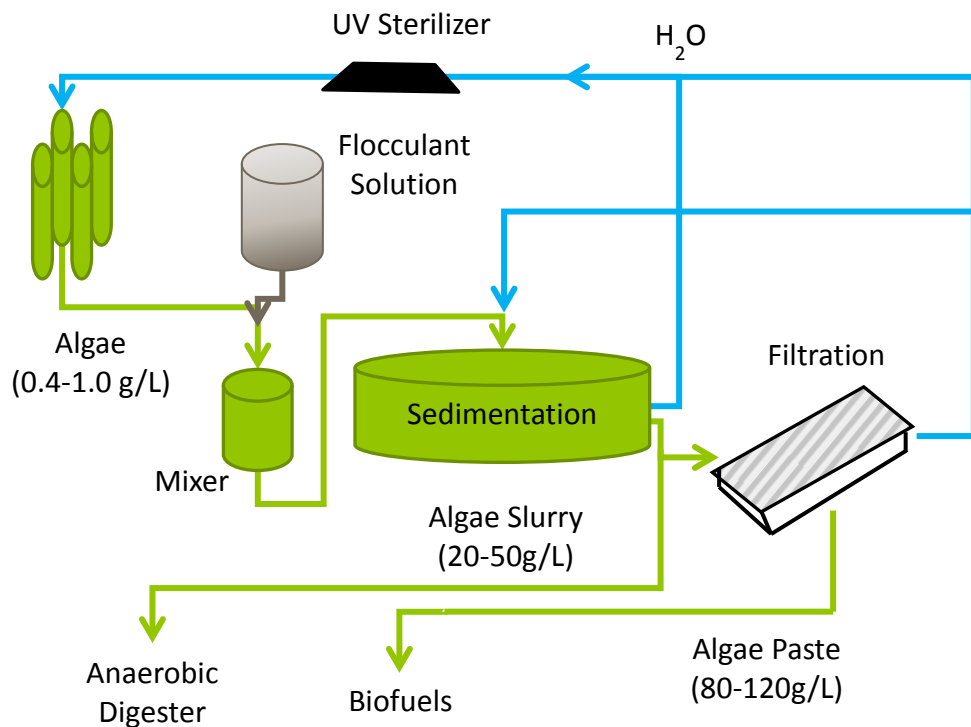 UV Sterilizer
H₂O
Flocculant
Solution
Algae
(0.4-1.0 g/L)
Filtration
Sedimentation
Mixer
Algae Slurry
(20-50g/L)
Anaerobic
Digester
Biofuels
Algae Paste
(80-120g/L)